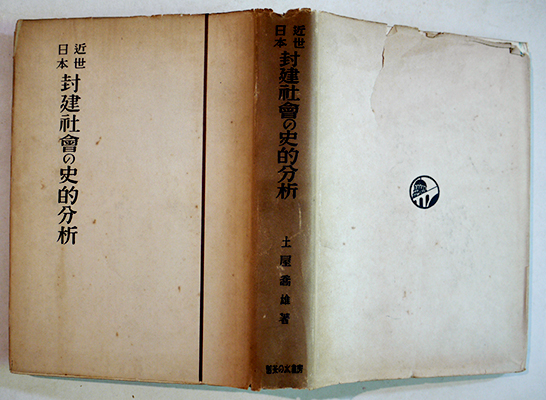 近世
日本
封建社會の史的分析
近世
日本
封建社會の史的分析
土屋喬雄著